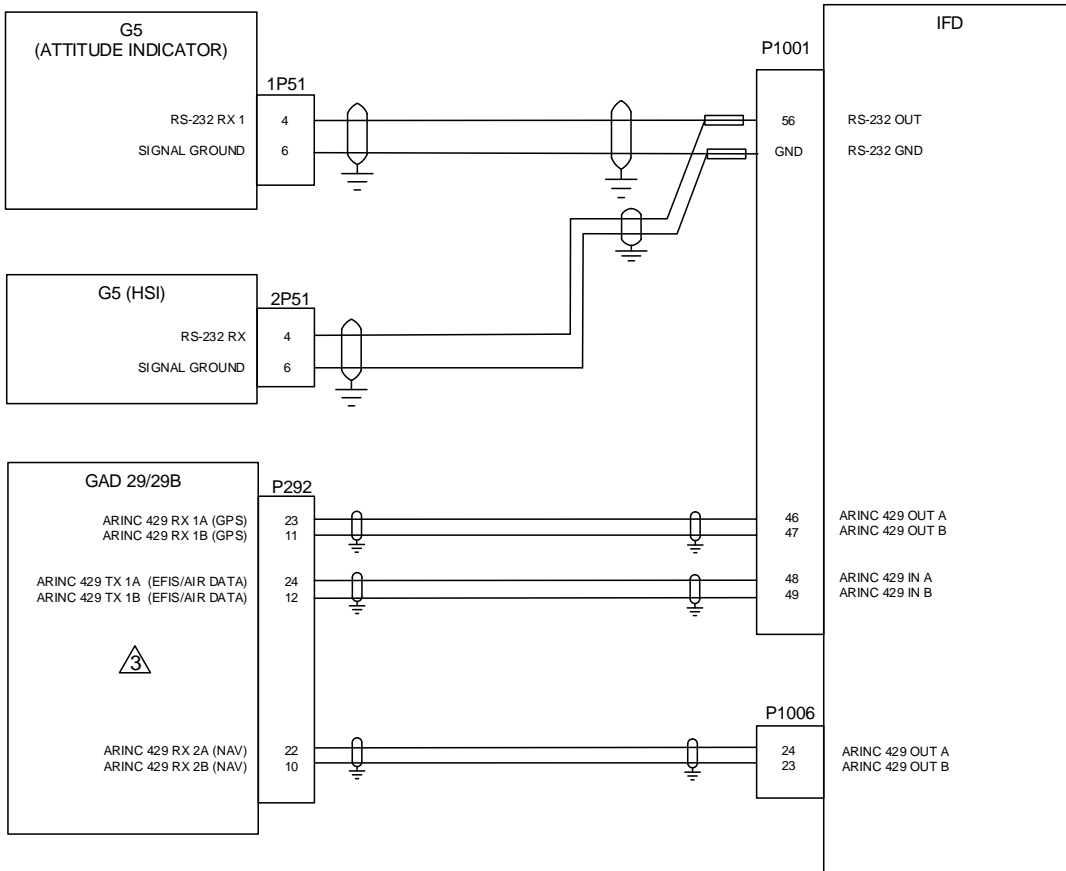 G5
(ATTITUDE INDICATOR)
1P51
RS-232 RX 1
4
SIGNAL GROUND
6
G5 (HSI)
2P51
RS-232 RX
4
SIGNAL GROUND
6
GAD 29/29B
P292
ARINC 429 RX 1A (GPS)
23
ARINC 429 RX 1B (GPS)
11
ARINC 429 TX 1A (EFIS/AIR DATA)
24
ARINC 429 TX 1B (EFIS/AIR DATA)
12
3
ARINC 429 RX 2A (NAV)
22
ARINC 429 RX 2B (NAV)
10
IFD
P1001
56
RS-232 OUT
GND
RS-232 GND
46
ARINC 429 OUT A
47
ARINC 429 OUT B
48
ARINC 429 IN A
49
ARINC 429 IN B
P1006
24
ARINC 429 OUT A
23
ARINC 429 OUT B